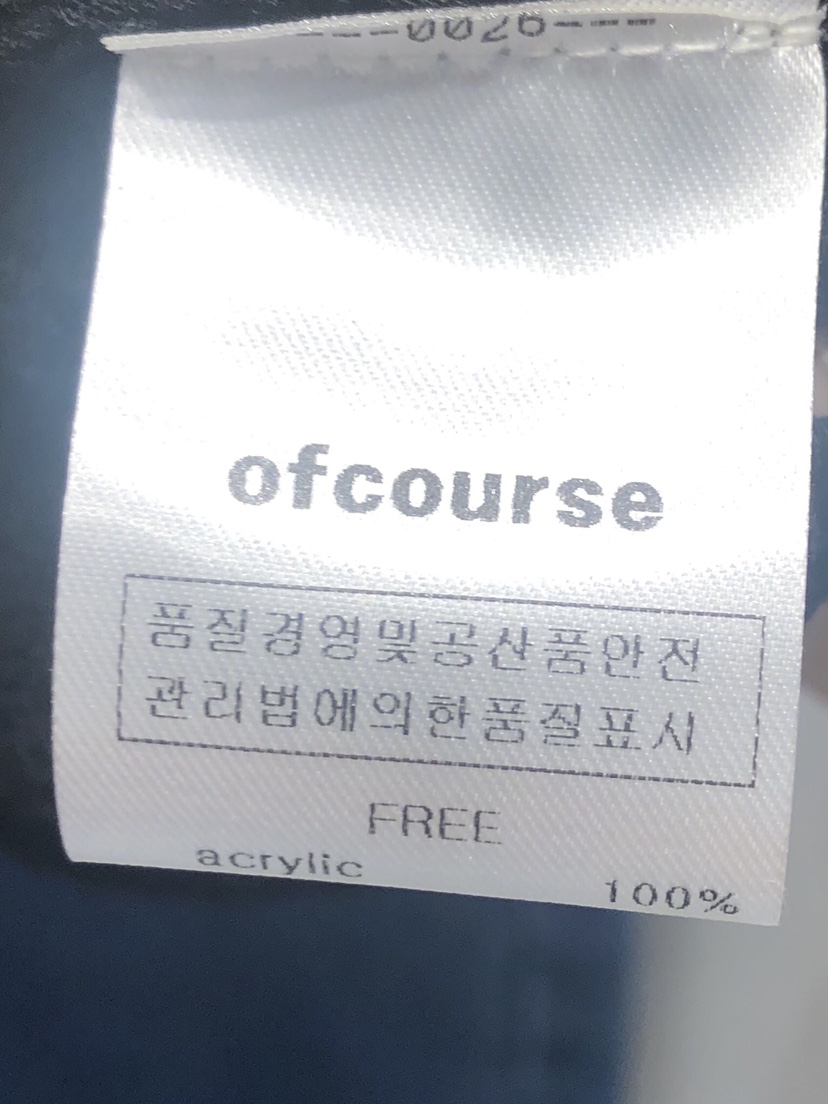 ofcourse
품질경영및공산품안전
관리법에의한품질표시
FREE
acrylic
100%